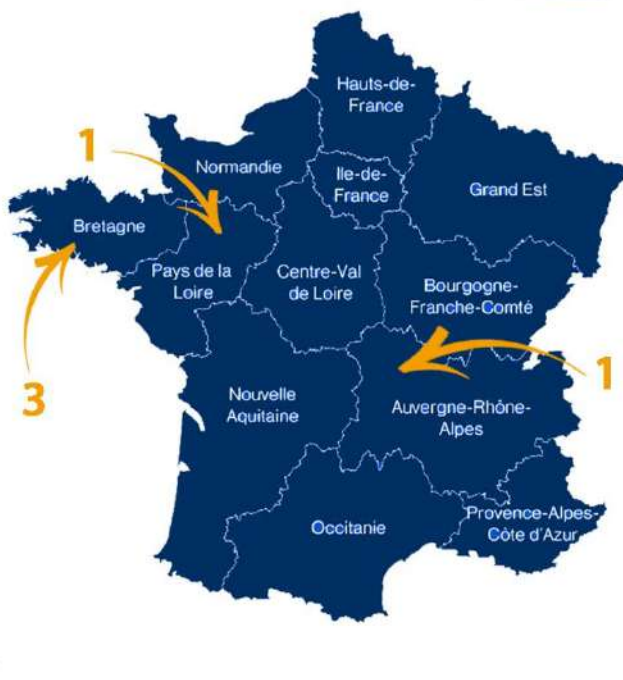 Hauts-de-
France
1
Normandie
Ile-de-
France
Grand Est
Bretagne
Pays de la
Loire
Centre-Val
de Loire
Bourgogne-
Franche-Comté
3
1
Nouvelle
Aquitaine
Auvergne-Rhône-
Alpes
Occitanie
Provence-Alpes-
Côte d'Azur